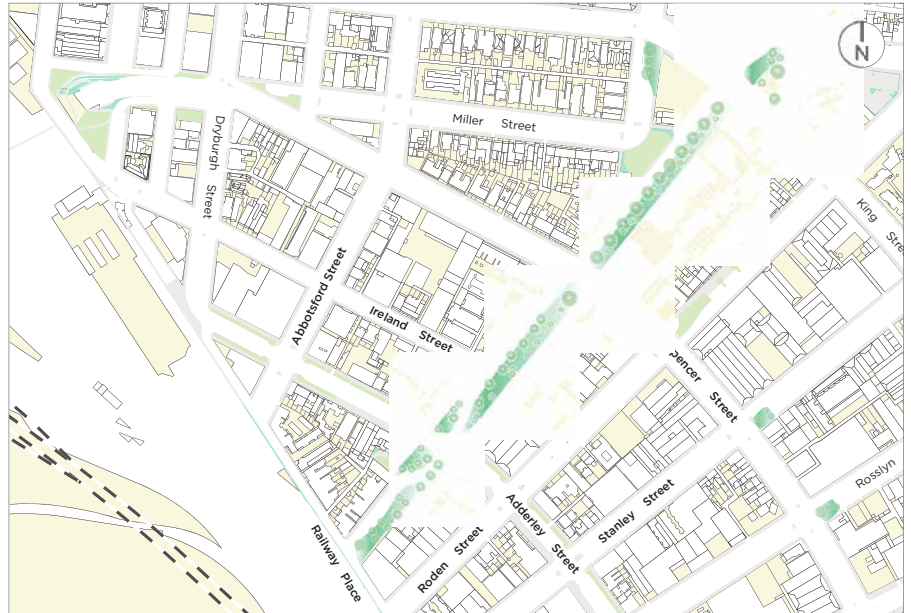 N
Miller Street
Dryburgh Street
King Stre
Abbotsford Street
Ireland Street
pencer Street
Rosslyn
Stanley Street
Adderley Street
Roden Street
Railway Place